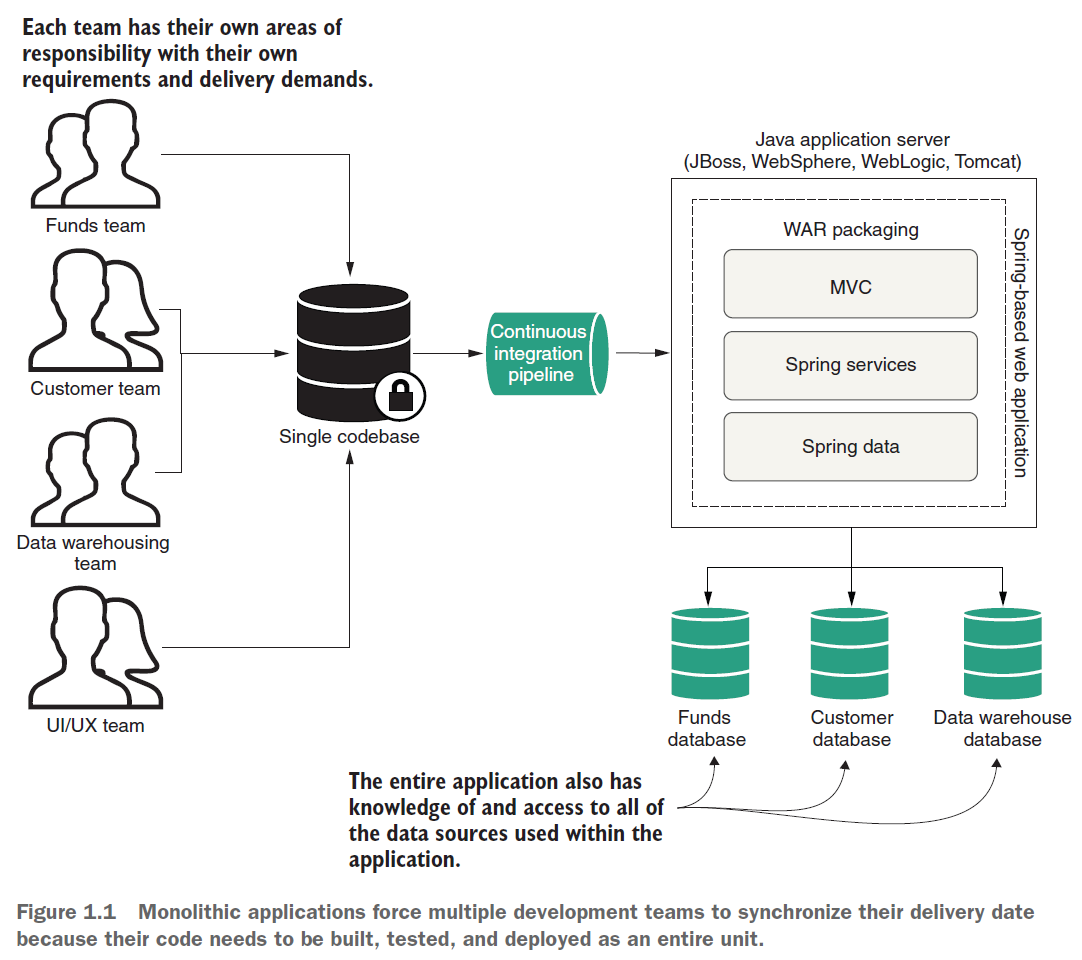 Each team has their own areas of
responsibility with their own
requirements and delivery demands.
Funds team
Customer team
Data warehousing
team
UI/UX team
Single codebase
Continuous
integration
pipeline
Java application server
(JBoss, WebSphere, WebLogic, Tomcat)
WAR packaging
MVC
Spring services
Spring data
Spring-based web application
Funds
database
Customer
database
Data warehouse
database
The entire application also has
knowledge of and access to all of
the data sources used within the
application.
Figure 1.1 Monolithic applications force multiple development teams to synchronize their delivery date
because their code needs to be built, tested, and deployed as an entire unit.